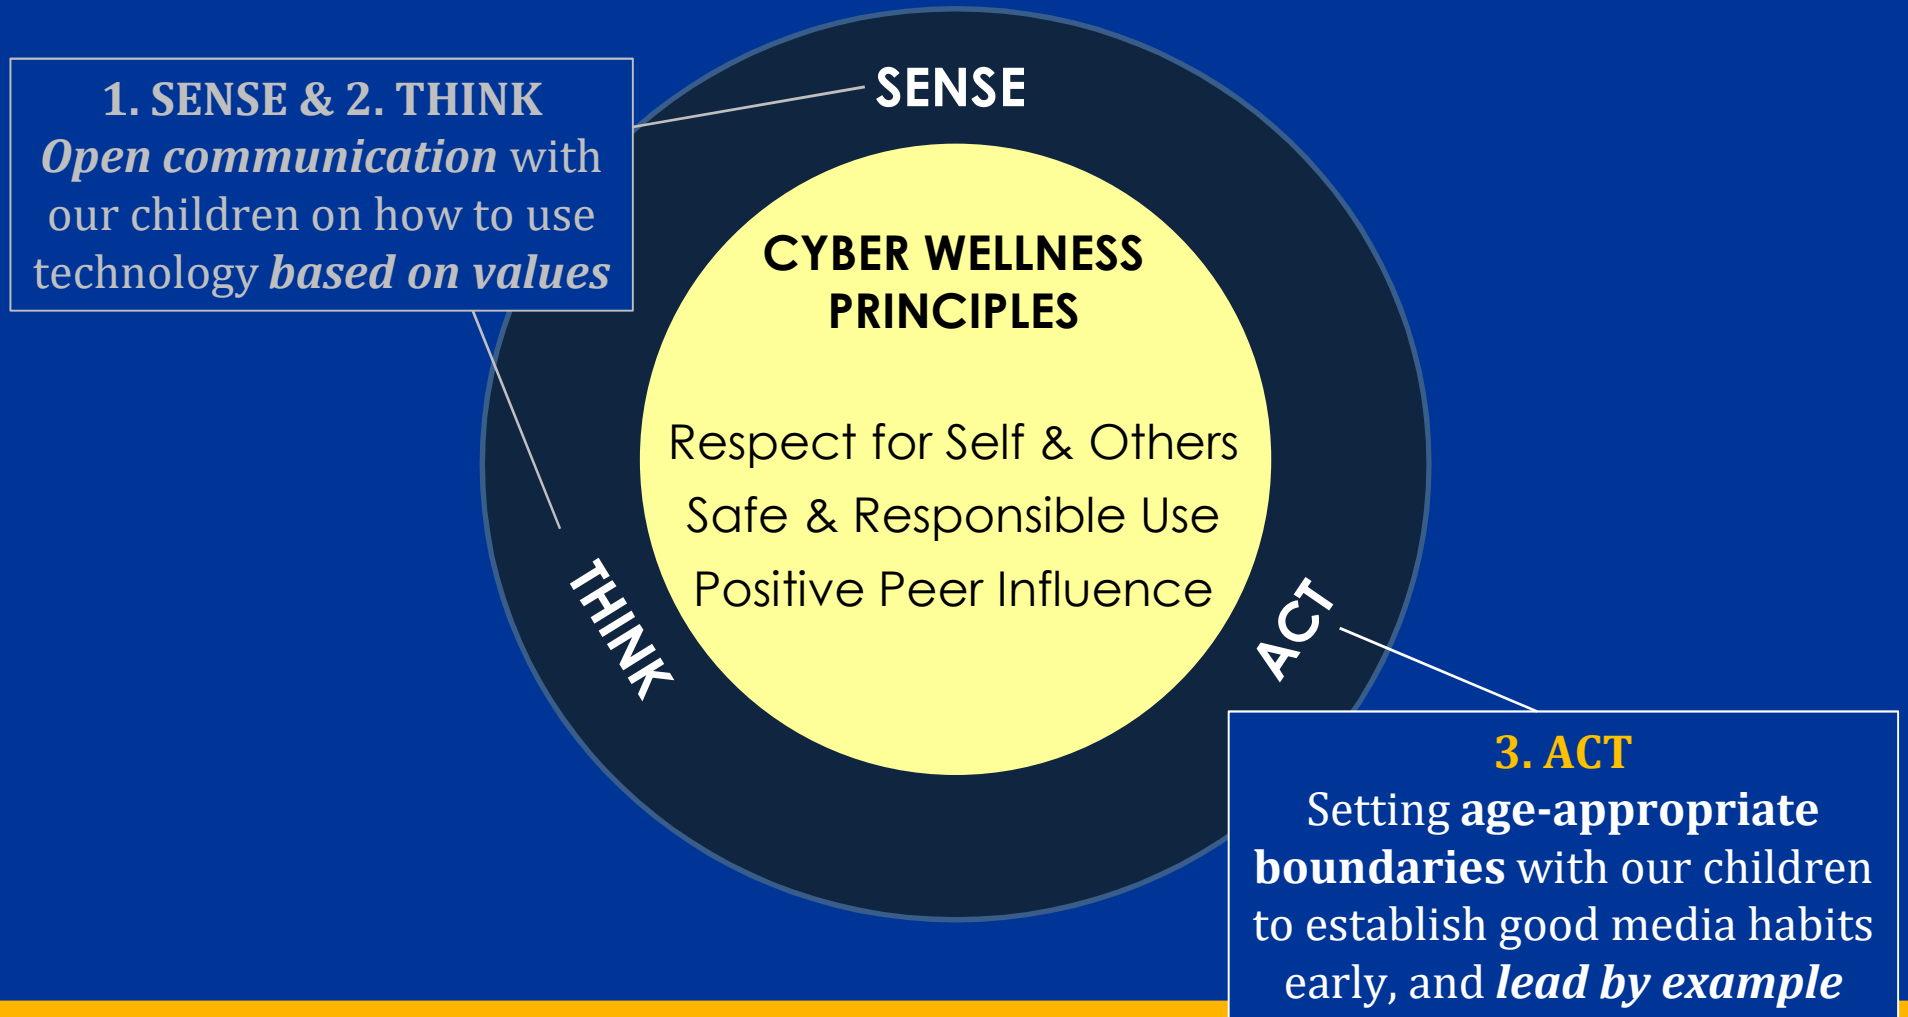 1. SENSE & 2. THINK
Open communication with
our children on how to use
technology based on values
SENSE
CYBER WELLNESS
PRINCIPLES
Respect for Self & Others
Safe & Responsible Use
Positive Peer Influence
THINK
ACT
3. ACT
Setting age-appropriate
boundaries with our children
to establish good media habits
early, and lead by example